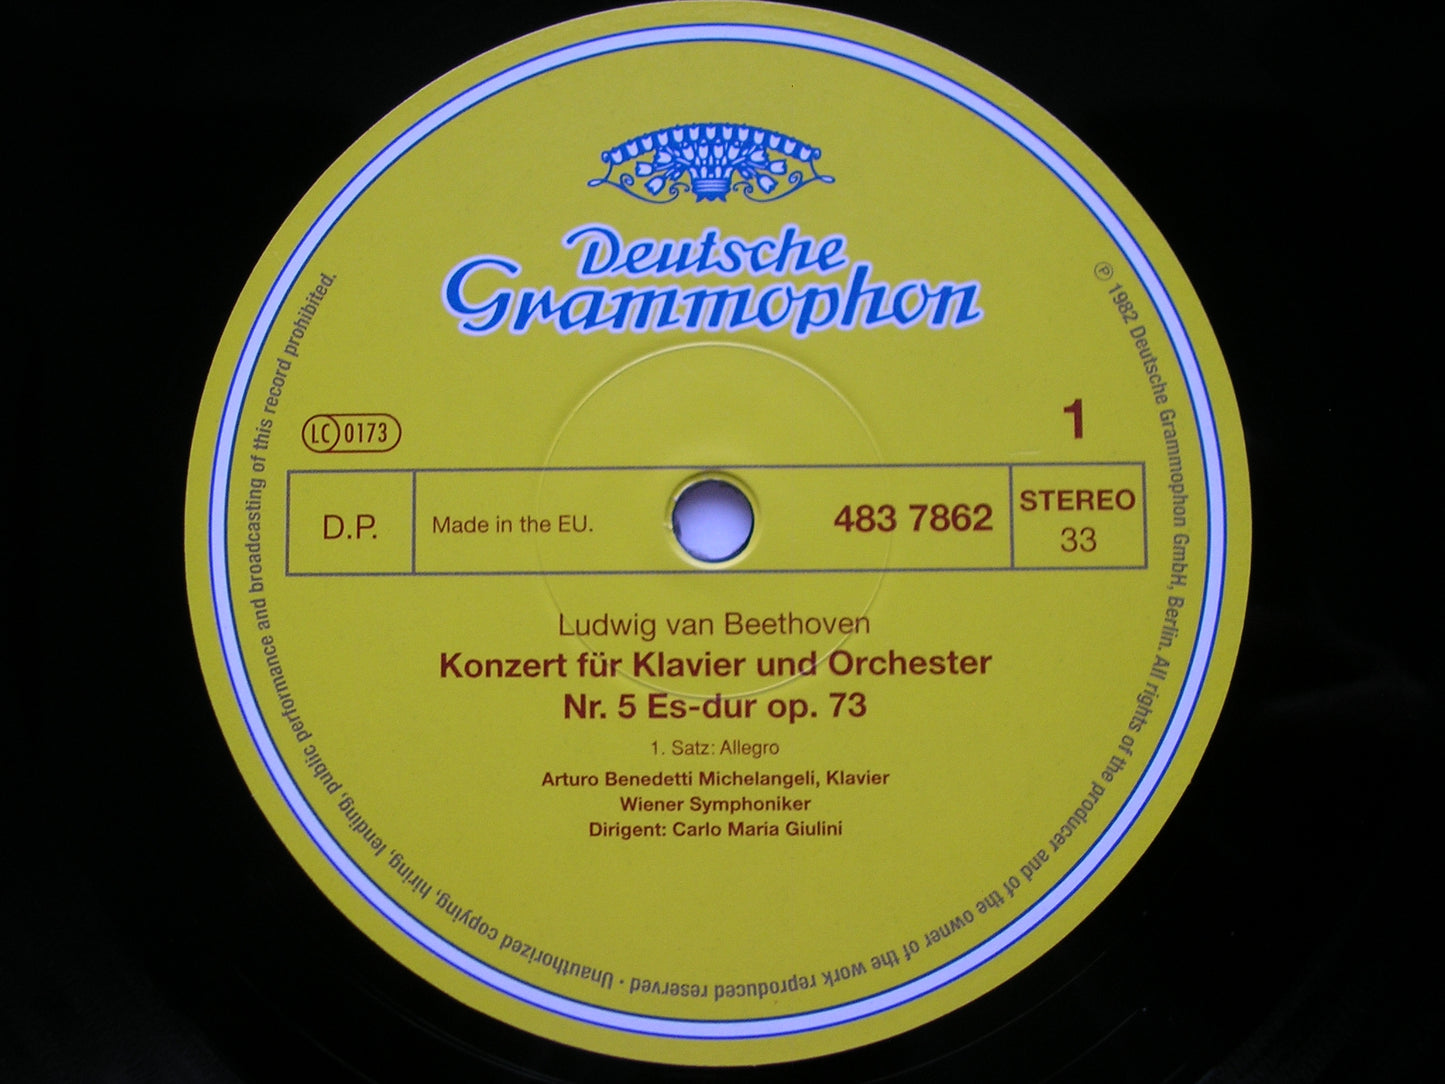 Deutsche
Grammophon
LC 0173
1
D.P.
Made in the EU.
483 7862
STEREO
33
Ludwig van Beethoven
Konzert für Klavier und Orchester
Nr. 5 Es-dur op. 73
1. Satz: Allegro
Arturo Benedetti Michelangeli, Klavier
Wiener Symphoniker
Dirigent: Carlo Maria Giulini
℗ 1982 Deutsche Grammophon GmbH, Berlin. All rights of the producer and of the owner of the work reproduced reserved · Unauthorized copying, hiring, lending, public performance and broadcasting of this record prohibited.